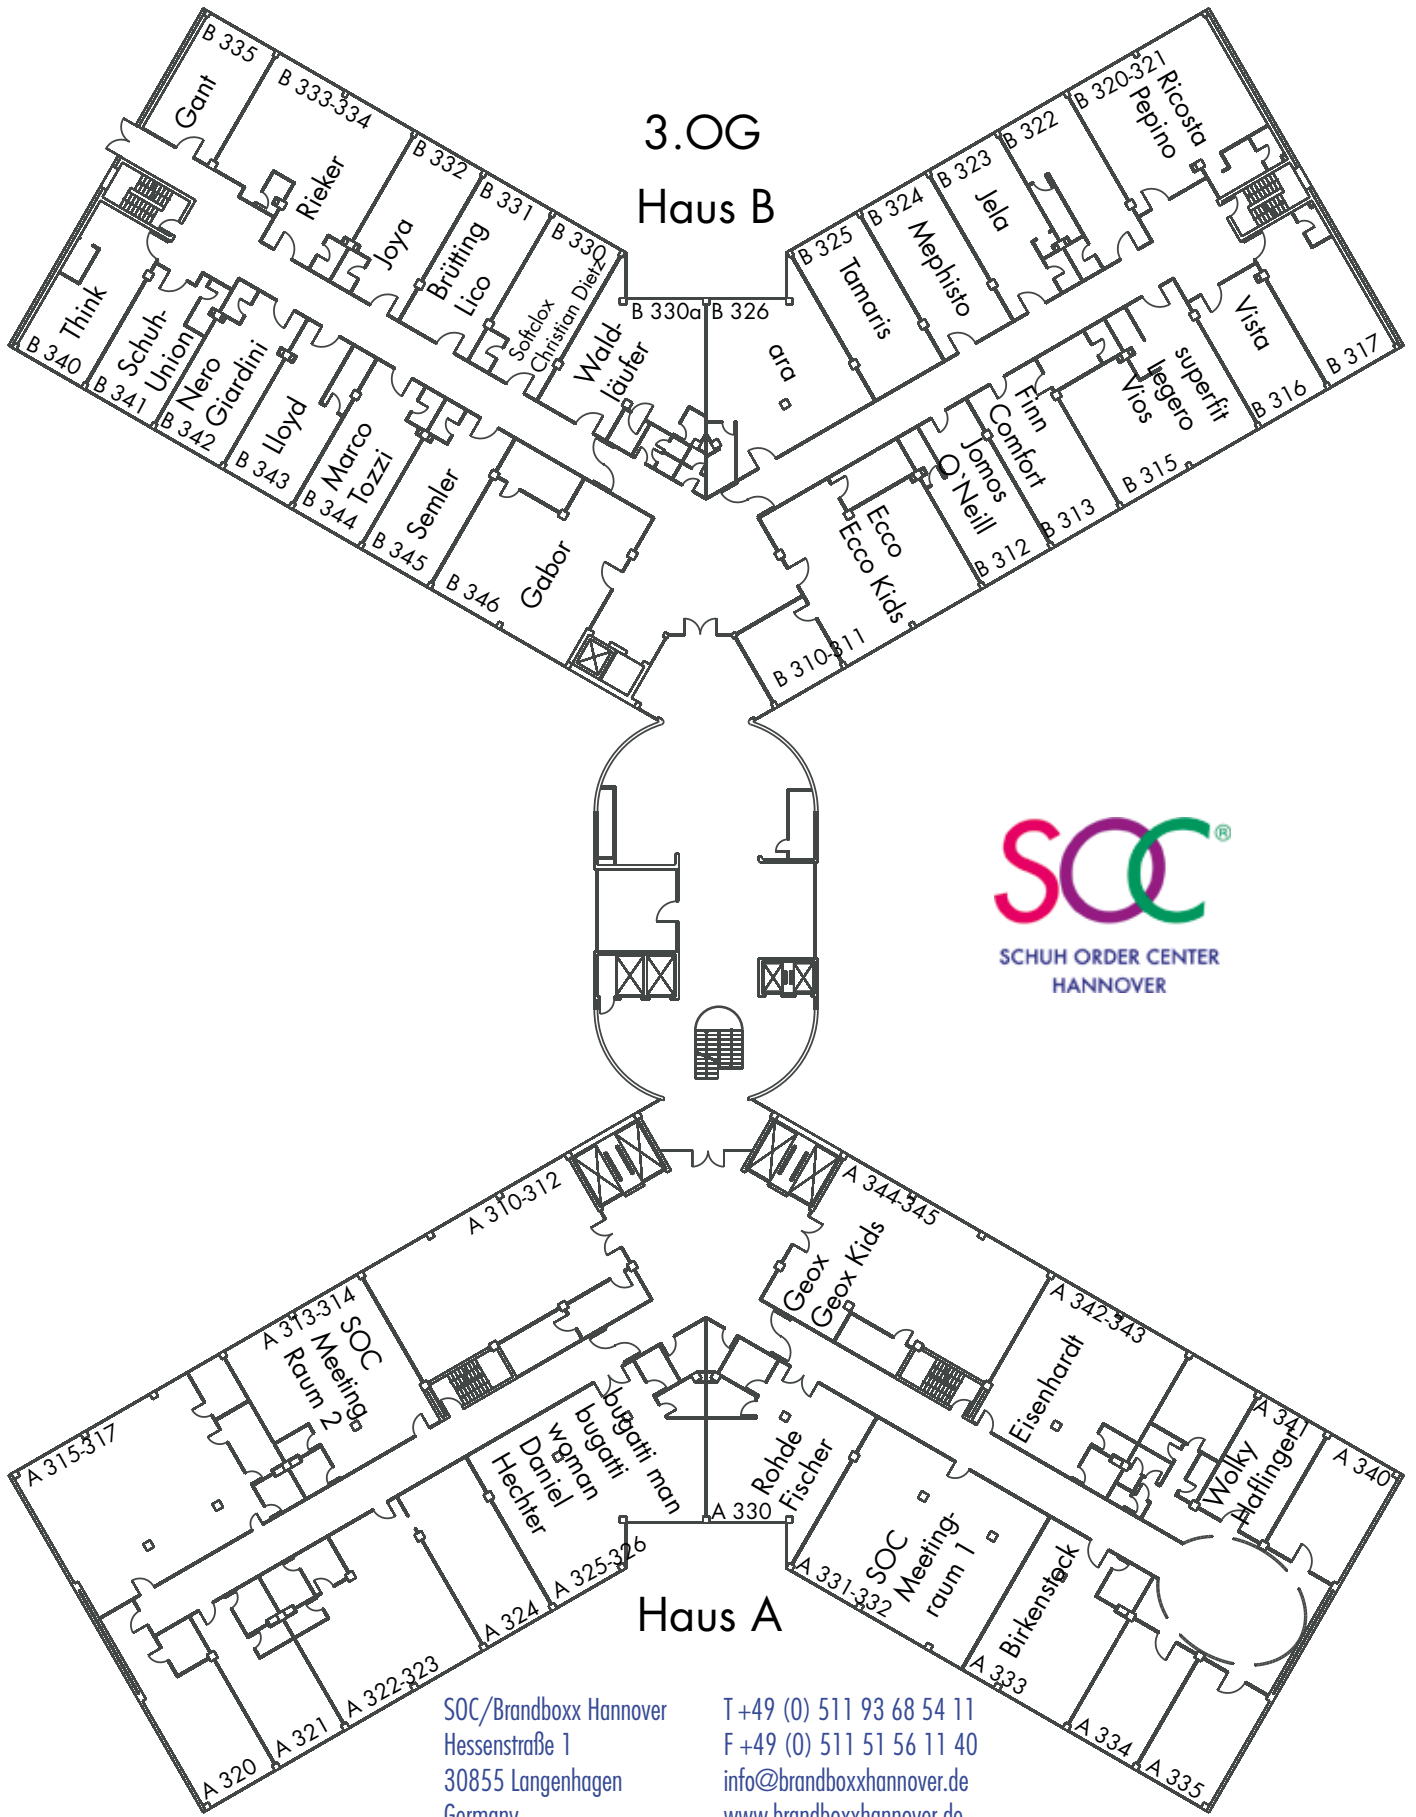 3.OG
Haus B
B 335
Gant
B 333-334
Rieker
B 332
Joya
B 331
Brütting
Lico
B 330
Softclox
Christian Dietz
B 330a
Wald-
läufer
B 326
ara
B 325
Tamaris
B 324
Mephisto
B 323
Jela
B 322
B 320-321
Ricosta
Pepino
Think
B 340
Schuh-
Union
B 341
Nero
Giardini
B 342
Lloyd
B 343
Marco
Tozzi
B 344
Semler
B 345
Gabor
B 346
B 317
Vista
B 316
superfit
legero
Vios
B 315
Finn
Comfort
B 313
Jomos
O`Neill
B 312
Ecco
Ecco Kids
B 310-311
SOC®
SCHUH ORDER CENTER
HANNOVER
A 310-312
A 313-314
SOC
Meeting
Raum 2
A 315-317
A 344-345
Geox
Geox Kids
A 342-343
Eisenhardt
A 341
Wolky
Haflinger
A 340
bugatti man
bugatti
woman
Daniel
Hechter
A 325-326
A 324
A 322-323
A 321
A 320
A 330
Rohde
Fischer
A 331-332
SOC
Meeting-
raum 1
Birkenstock
A 333
A 334
A 335
Haus A
SOC/Brandboxx Hannover
Hessenstraße 1
30855 Langenhagen
Germany
T +49 (0) 511 93 68 54 11
F +49 (0) 511 51 56 11 40
info@brandboxxhannover.de
www.brandboxxhannover.de